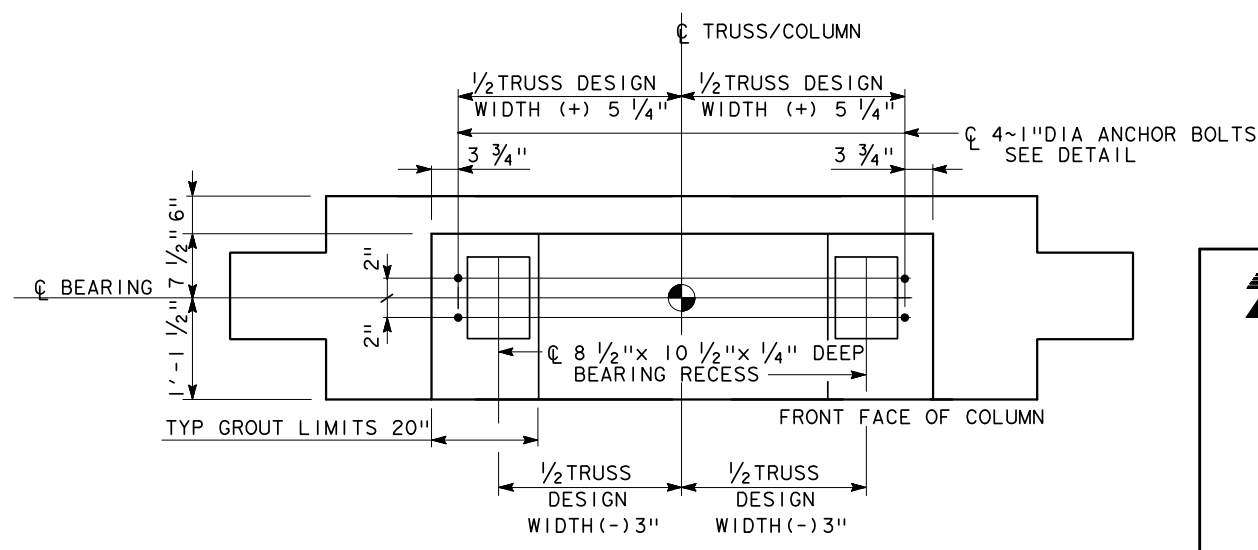 ℄ TRUSS/COLUMN
½ TRUSS DESIGN
WIDTH (+) 5 ¼"
½ TRUSS DESIGN
WIDTH (+) 5 ¼"
℄ 4~1"DIA ANCHOR BOLTS
SEE DETAIL
3 ¾"
3 ¾"
6"
7 ½"
1'-1 ½"
2"
2"
℄ BEARING
℄ 8 ½"x 10 ½"x ¼" DEEP
BEARING RECESS
FRONT FACE OF COLUMN
TYP GROUT LIMITS 20"
½ TRUSS
DESIGN
WIDTH(-)3"
½ TRUSS
DESIGN
WIDTH(-)3"